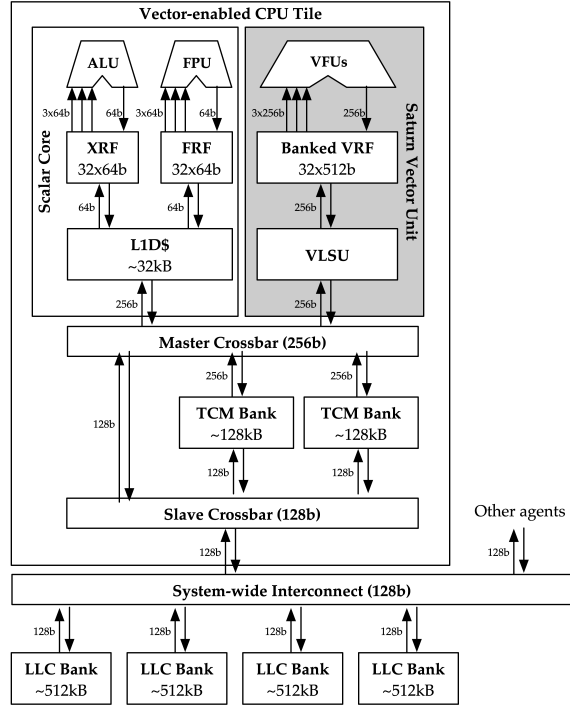 Vector-enabled CPU Tile
Scalar Core
ALU
FPU
3x64b
64b
3x64b
64b
XRF
32x64b
FRF
32x64b
64b
64b
L1D$
~32kB
256b
Saturn Vector Unit
VFUs
3x256b
256b
Banked VRF
32x512b
256b
VLSU
256b
Master Crossbar (256b)
128b
256b
256b
TCM Bank
~128kB
TCM Bank
~128kB
128b
128b
Slave Crossbar (128b)
128b
Other agents
128b
System-wide Interconnect (128b)
128b
128b
128b
128b
LLC Bank
~512kB
LLC Bank
~512kB
LLC Bank
~512kB
LLC Bank
~512kB